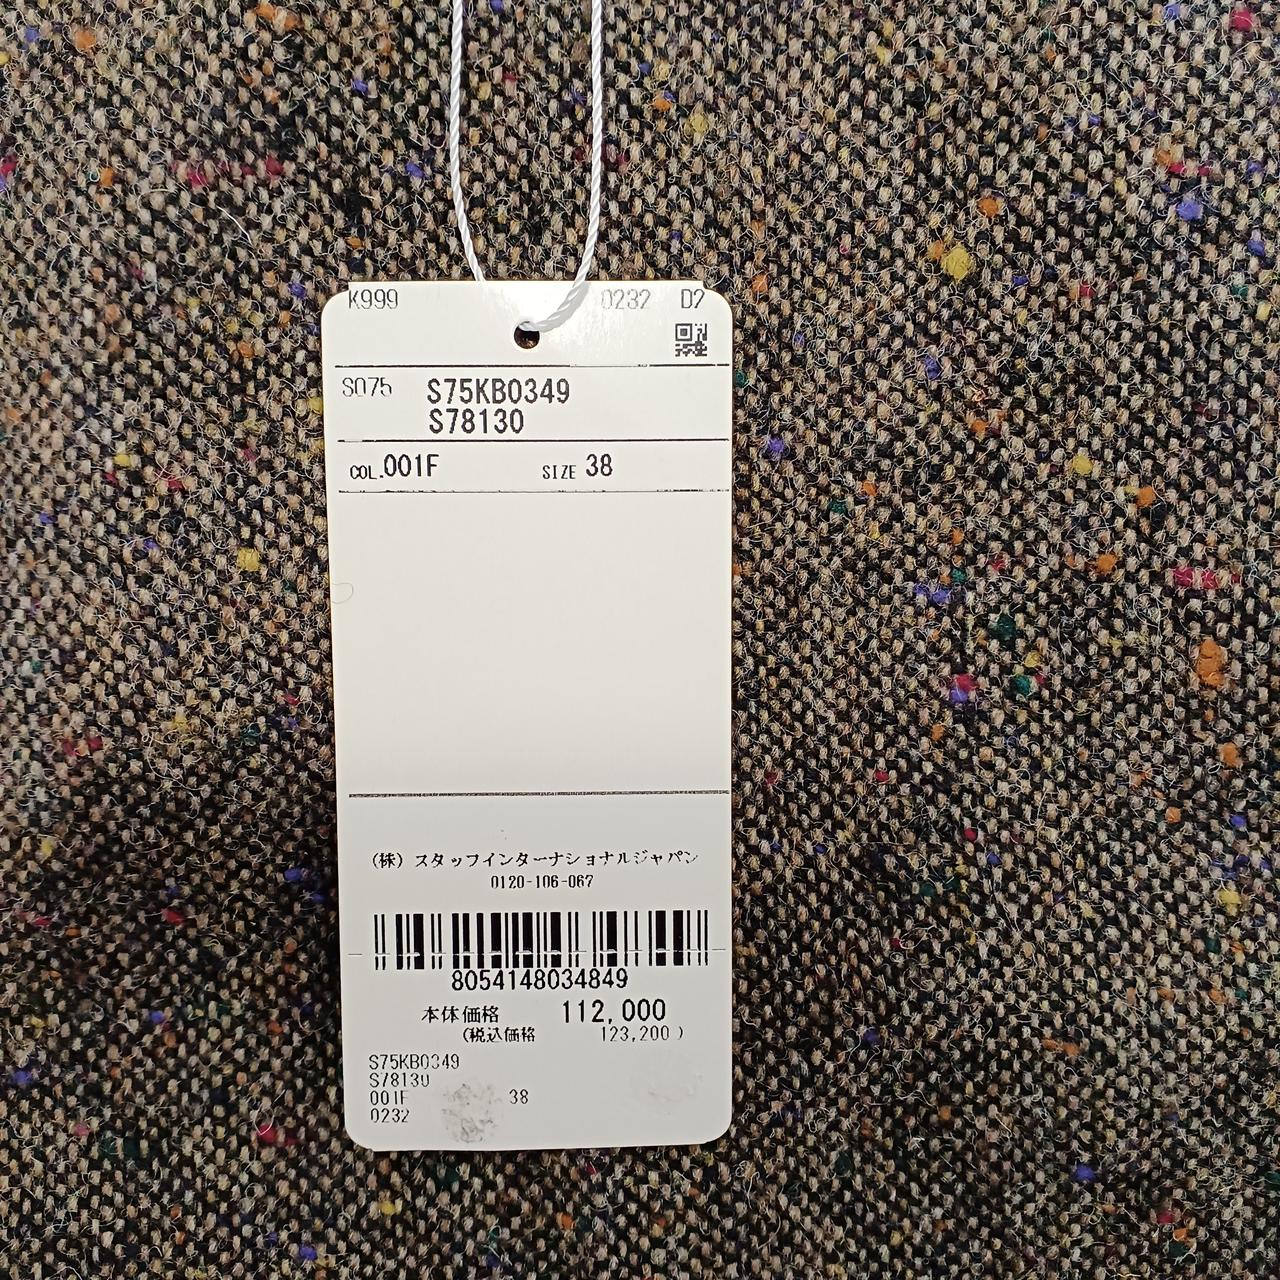 K999 0232 D2
S075 S75KB0349
S78130
COL.001F SIZE 38
(株) スタッフインターナショナルジャパン
0120-106-067
8054148034849
本体価格 112,000
(税込価格 123,200 )
S75KB0349
S78130
001F 38
0232